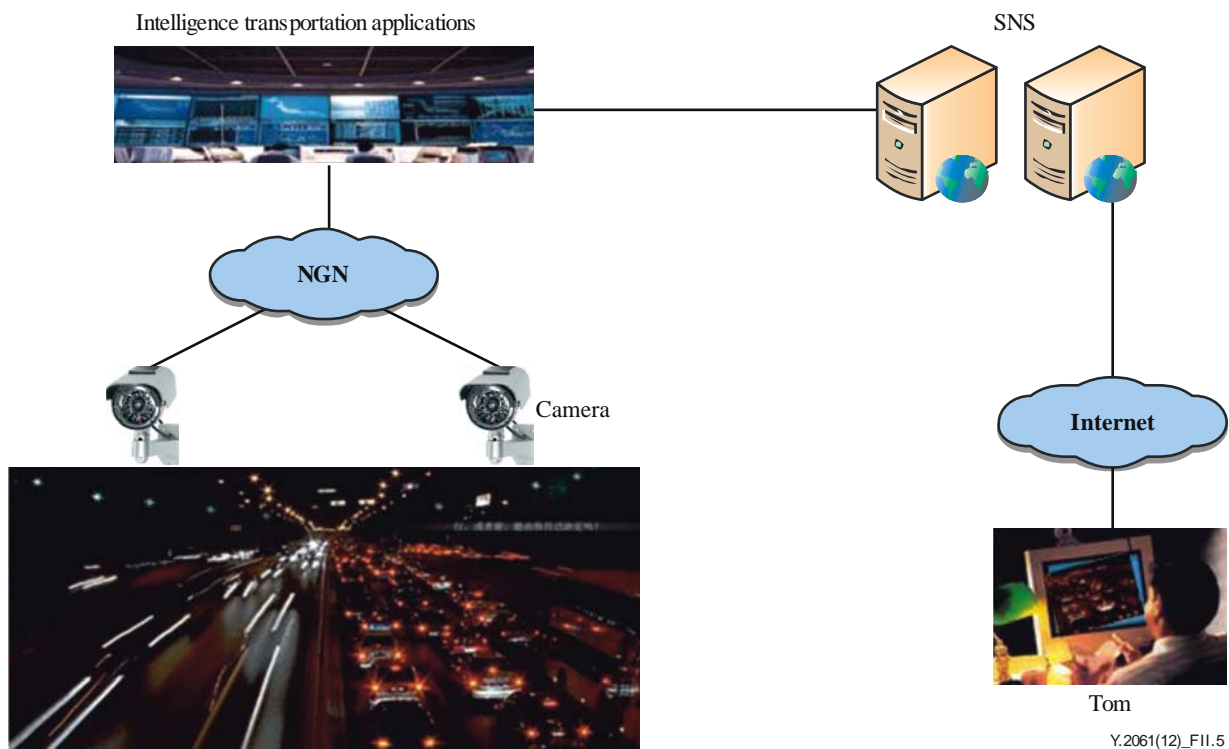 Intelligence transportation applications
SNS
NGN
Camera
Internet
Tom
Y.2061(12)_FII.5